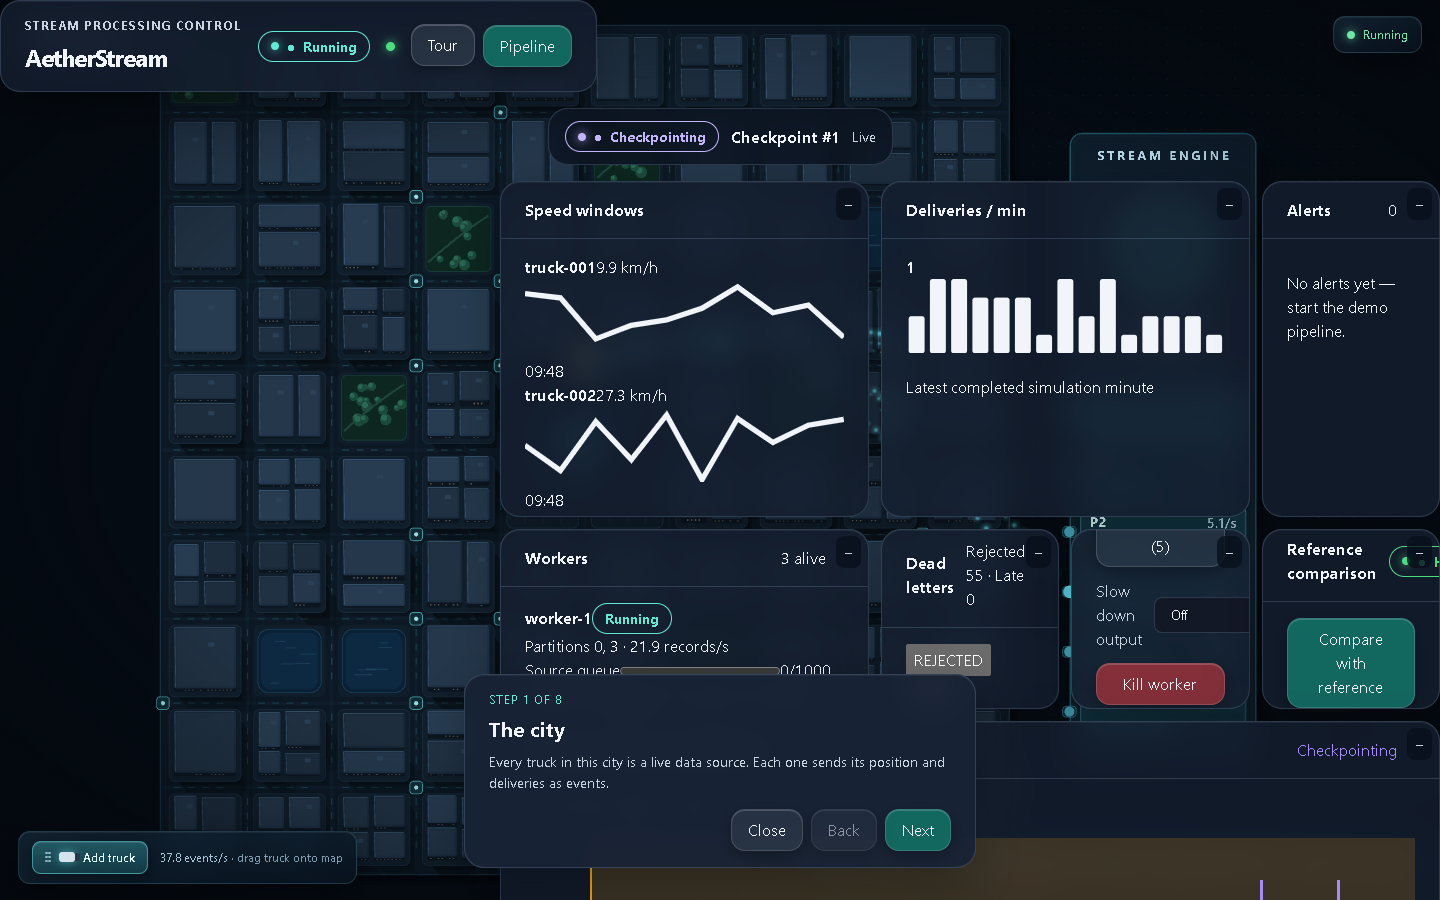 STREAM PROCESSING CONTROL
AetherStream
Running
Tour
Pipeline
Running
Checkpointing
Checkpoint #1
Live
STREAM ENGINE
Speed windows
–
truck-0019.9 km/h
09:48
truck-00227.3 km/h
09:48
Deliveries / min
–
1
Latest completed simulation minute
Alerts
0
–
No alerts yet —
start the demo
pipeline.
P2
5.1/s
Workers
3 alive
–
worker-1
Running
Partitions 0, 3 · 21.9 records/s
Source queue
0/1000
Dead
letters
Rejected
55 · Late
0
–
REJECTED
(5)
–
Slow
down
output
Off
Kill worker
Reference
comparison
–
Compare
with
reference
Checkpointing
–
STEP 1 OF 8
The city
Every truck in this city is a live data source. Each one sends its position and
deliveries as events.
Close
Back
Next
Add truck
37.8 events/s · drag truck onto map